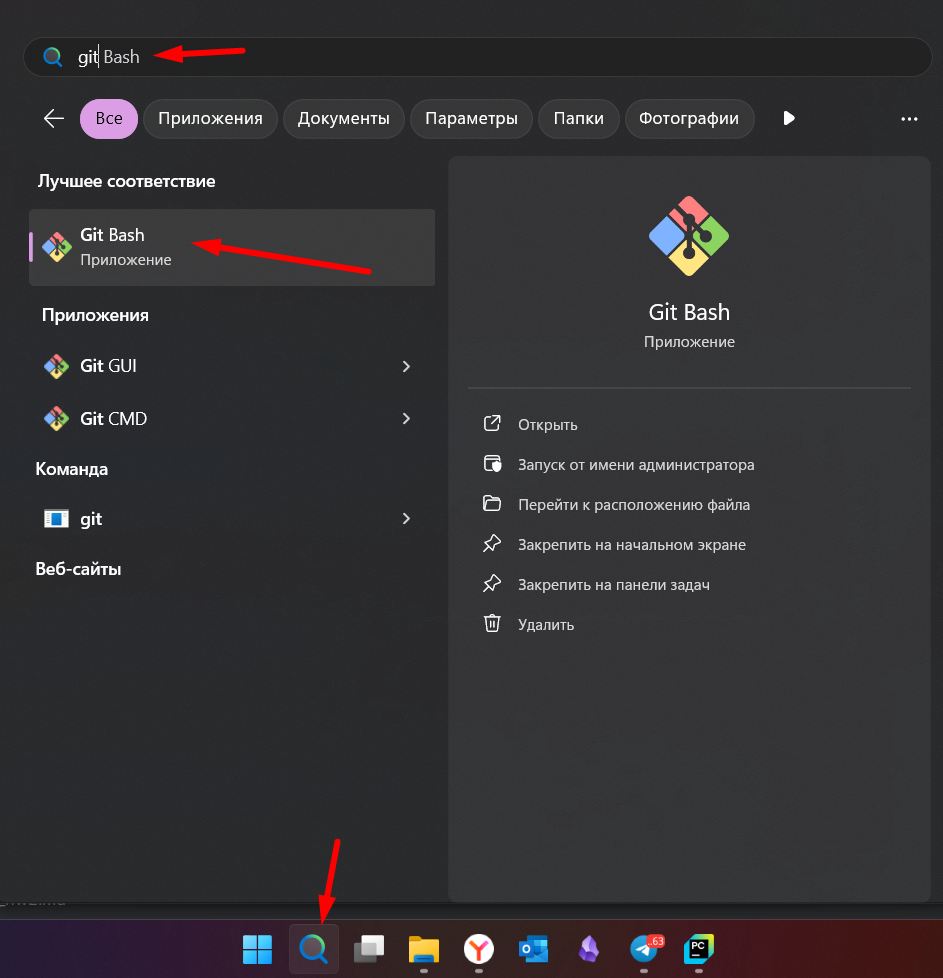 git Bash
Все
Приложения
Документы
Параметры
Папки
Фотографии
Лучшее соответствие
Git Bash
Приложение
Приложения
Git GUI
Git CMD
Команда
git
Веб-сайты
Git Bash
Приложение
Открыть
Запуск от имени администратора
Перейти к расположению файла
Закрепить на начальном экране
Закрепить на панели задач
Удалить
O
Y
..63
PC